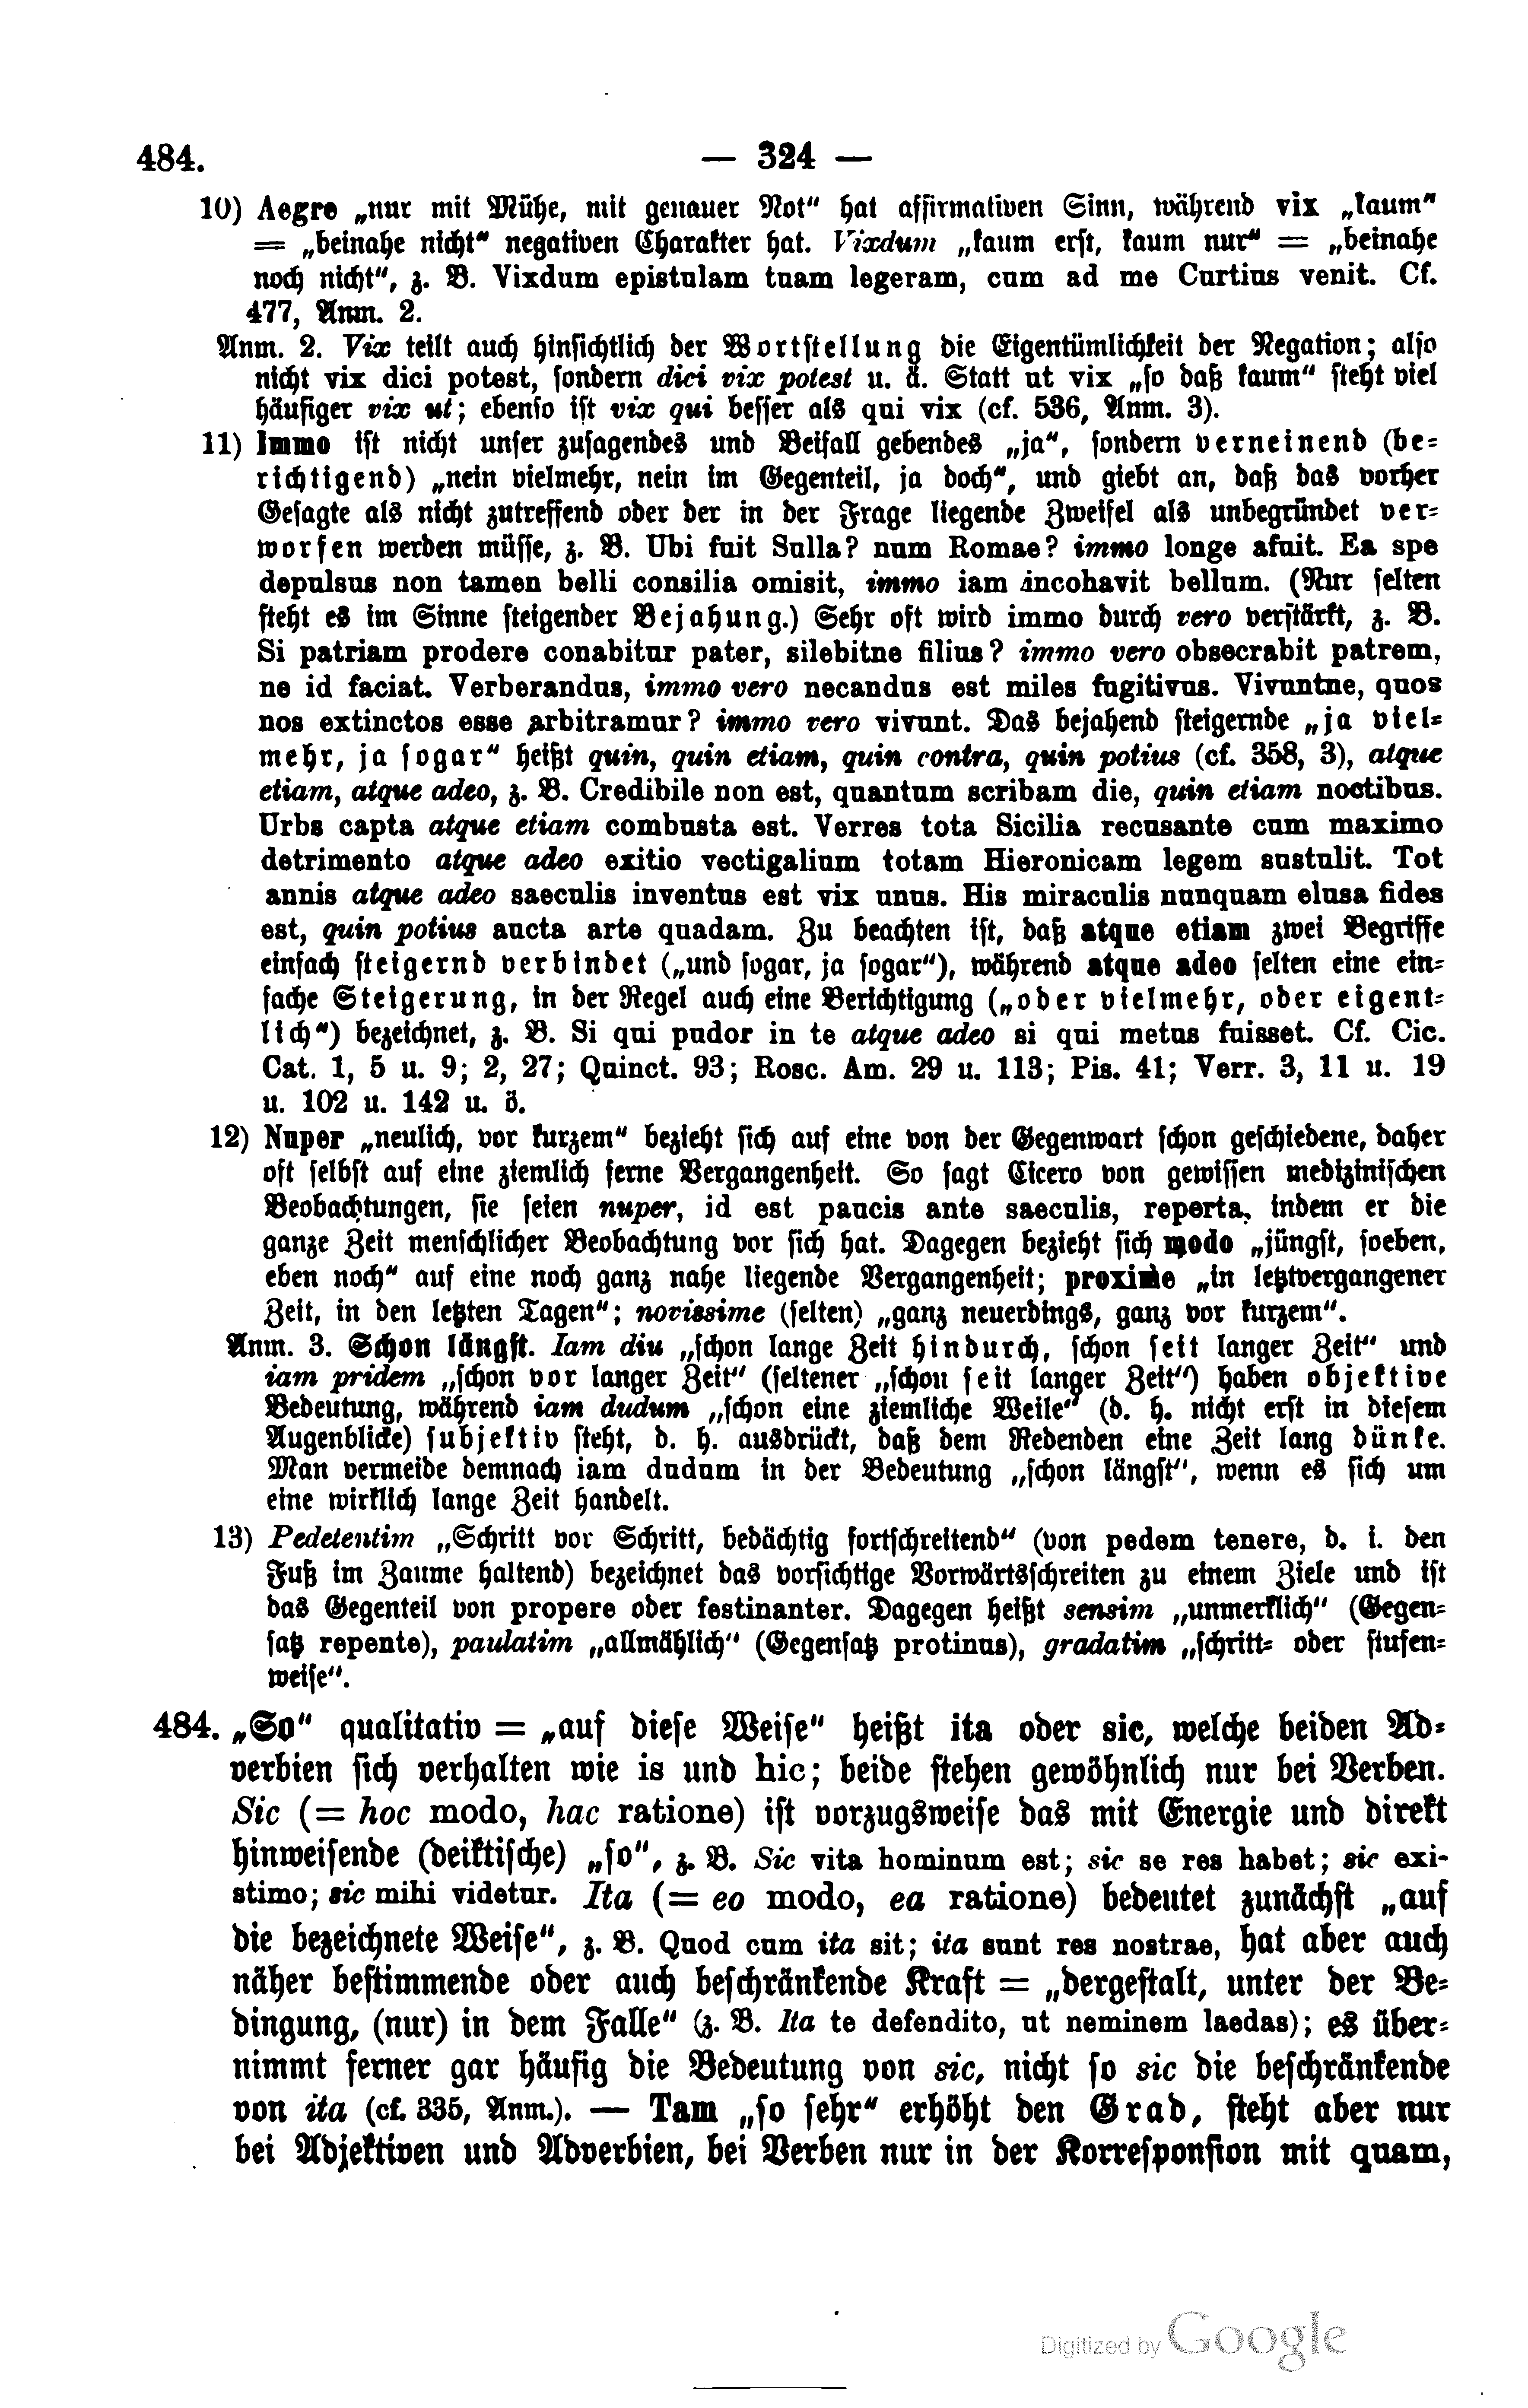 484. — 324 —
10) Aegre „nur mit Mühe, mit genauer Not“ hat affirmativen Sinn, während vix „kaum“
= „beinahe nicht“ negativen Charakter hat. Vixdum „kaum erst, kaum nur“ = „beinahe
noch nicht“, z. B. Vixdum epistulam tuam legeram, cum ad me Curtius venit. Cf.
477, Anm. 2.
Anm. 2. Vix teilt auch hinsichtlich der Wortstellung die Eigentümlichkeit der Negation; also
nicht vix dici potest, sondern dici vix potest u. ä. Statt ut vix „so daß kaum“ steht viel
häufiger vix ut; ebenso ist vix qui besser als qui vix (cf. 536, Anm. 3).
11) Immo ist nicht unser zusagendes und Beifall gebendes „ja“, sondern verneinend (be-
richtigend) „nein vielmehr, nein im Gegenteil, ja doch“, und giebt an, daß das vorher
Gesagte als nicht zutreffend oder der in der Frage liegende Zweifel als unbegründet ver-
worfen werden müsse, z. B. Ubi fuit Sulla? num Romae? immo longe afuit. Ea spe
depulsus non tamen belli consilia omisit, immo iam incohavit bellum. (Nur selten
steht es im Sinne steigender Bejahung.) Sehr oft wird immo durch vero verstärkt, z. B.
Si patriam prodere conabitur pater, silebitne filius? immo vero obsecrabit patrem,
ne id faciat. Verberandus, immo vero necandus est miles fugitivus. Vivuntne, quos
nos extinctos esse arbitramur? immo vero vivunt. Das bejahend steigernde „ja viel-
mehr, ja sogar“ heißt quin, quin etiam, quin contra, quin potius (cf. 358, 3), atque
etiam, atque adeo, z. B. Credibile non est, quantum scribam die, quin etiam noctibus.
Urbs capta atque etiam combusta est. Verres tota Sicilia recusante cum maximo
detrimento atque adeo exitio vectigalium totam Hieronicam legem sustulit. Tot
annis atque adeo saeculis inventus est vix unus. His miraculis nunquam elusa fides
est, quin potius aucta arte quadam. Zu beachten ist, daß atque etiam zwei Begriffe
einfach steigernd verbindet („und sogar, ja sogar“), während atque adeo selten eine ein-
fache Steigerung, in der Regel auch eine Berichtigung („oder vielmehr, oder eigent-
lich“) bezeichnet, z. B. Si qui pudor in te atque adeo si qui metus fuisset. Cf. Cic.
Cat. 1, 5 u. 9; 2, 27; Quinct. 93; Rosc. Am. 29 u. 113; Pis. 41; Verr. 3, 11 u. 19
u. 102 u. 142 u. ö.
12) Nuper „neulich, vor kurzem“ bezieht sich auf eine von der Gegenwart schon geschiedene, daher
oft selbst auf eine ziemlich ferne Vergangenheit. So sagt Cicero von gewissen medizinischen
Beobachtungen, sie seien nuper, id est paucis ante saeculis, reperta, indem er die
ganze Zeit menschlicher Beobachtung vor sich hat. Dagegen bezieht sich modo „jüngst, soeben,
eben noch“ auf eine noch ganz nahe liegende Vergangenheit; proxime „in letztvergangener
Zeit, in den letzten Tagen“; novissime (selten) „ganz neuerdings, ganz vor kurzem“.
Anm. 3. Schon längst. Iam diu „schon lange Zeit hindurch, schon seit langer Zeit“ und
iam pridem „schon vor langer Zeit“ (seltener „schon seit langer Zeit“) haben objektive
Bedeutung, während iam dudum „schon eine ziemliche Weile“ (d. h. nicht erst in diesem
Augenblicke) subjektiv steht, d. h. ausdrückt, daß dem Redenden eine Zeit lang dünke.
Man vermeide demnach iam dudum in der Bedeutung „schon längst“, wenn es sich um
eine wirklich lange Zeit handelt.
13) Pedetentim „Schritt vor Schritt, bedächtig fortschreitend“ (von pedem tenere, d. i. den
Fuß im Zaume haltend) bezeichnet das vorsichtige Vorwärtsschreiten zu einem Ziele und ist
das Gegenteil von propere oder festinanter. Dagegen heißt sensim „unmerklich“ (Gegen-
satz repente), paulatim „allmählich“ (Gegensatz protinus), gradatim „schritt- oder stufen-
weise“.
484. „So“ qualitativ = „auf diese Weise“ heißt ita oder sic, welche beiden Ad-
verbien sich verhalten wie is und hic; beide stehen gewöhnlich nur bei Verben.
Sic (= hoc modo, hac ratione) ist vorzugsweise das mit Energie und direkt
hinweisende (deiktische) „so“, z. B. Sic vita hominum est; sic se res habet; sic exi-
stimo; sic mihi videtur. Ita (= eo modo, ea ratione) bedeutet zunächst „auf
die bezeichnete Weise“, z. B. Quod cum ita sit; ita sunt res nostrae, hat aber auch
näher bestimmende oder auch beschränkende Kraft = „dergestalt, unter der Be-
dingung, (nur) in dem Falle“ (z. B. Ita te defendito, ut neminem laedas); es über-
nimmt ferner gar häufig die Bedeutung von sic, nicht so sic die beschränkende
von ita (cf. 335, Anm.). — Tam „so sehr“ erhöht den Grad, steht aber nur
bei Adjektiven und Adverbien, bei Verben nur in der Korresponsion mit quam,
Digitized by Google